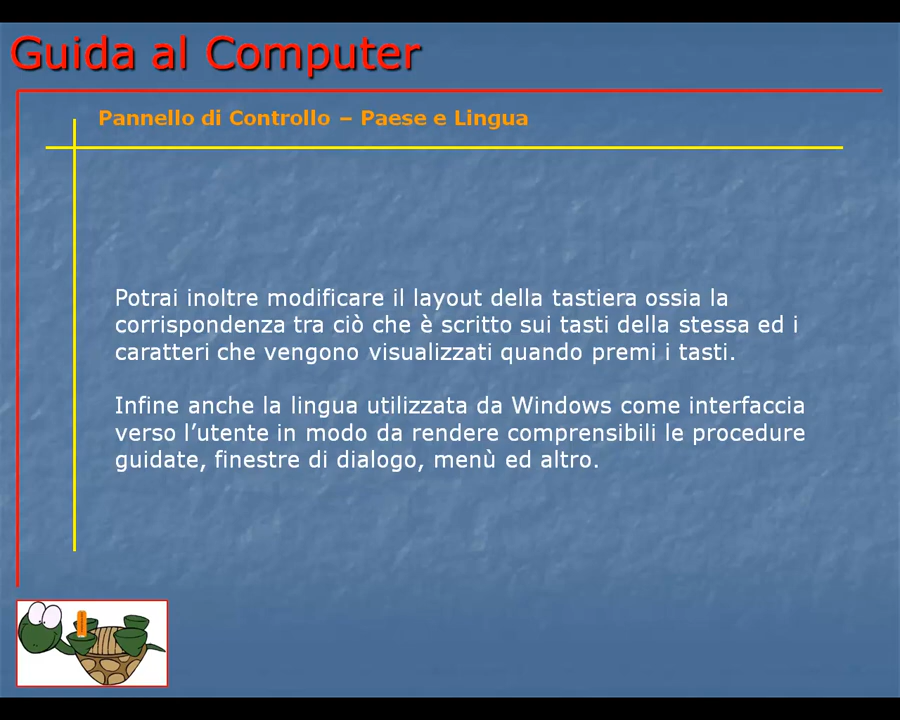 Guida al Computer
Pannello di Controllo – Paese e Lingua
Potrai inoltre modificare il layout della tastiera ossia la
corrispondenza tra ciò che è scritto sui tasti della stessa ed i
caratteri che vengono visualizzati quando premi i tasti.
Infine anche la lingua utilizzata da Windows come interfaccia
verso l’utente in modo da rendere comprensibili le procedure
guidate, finestre di dialogo, menù ed altro.